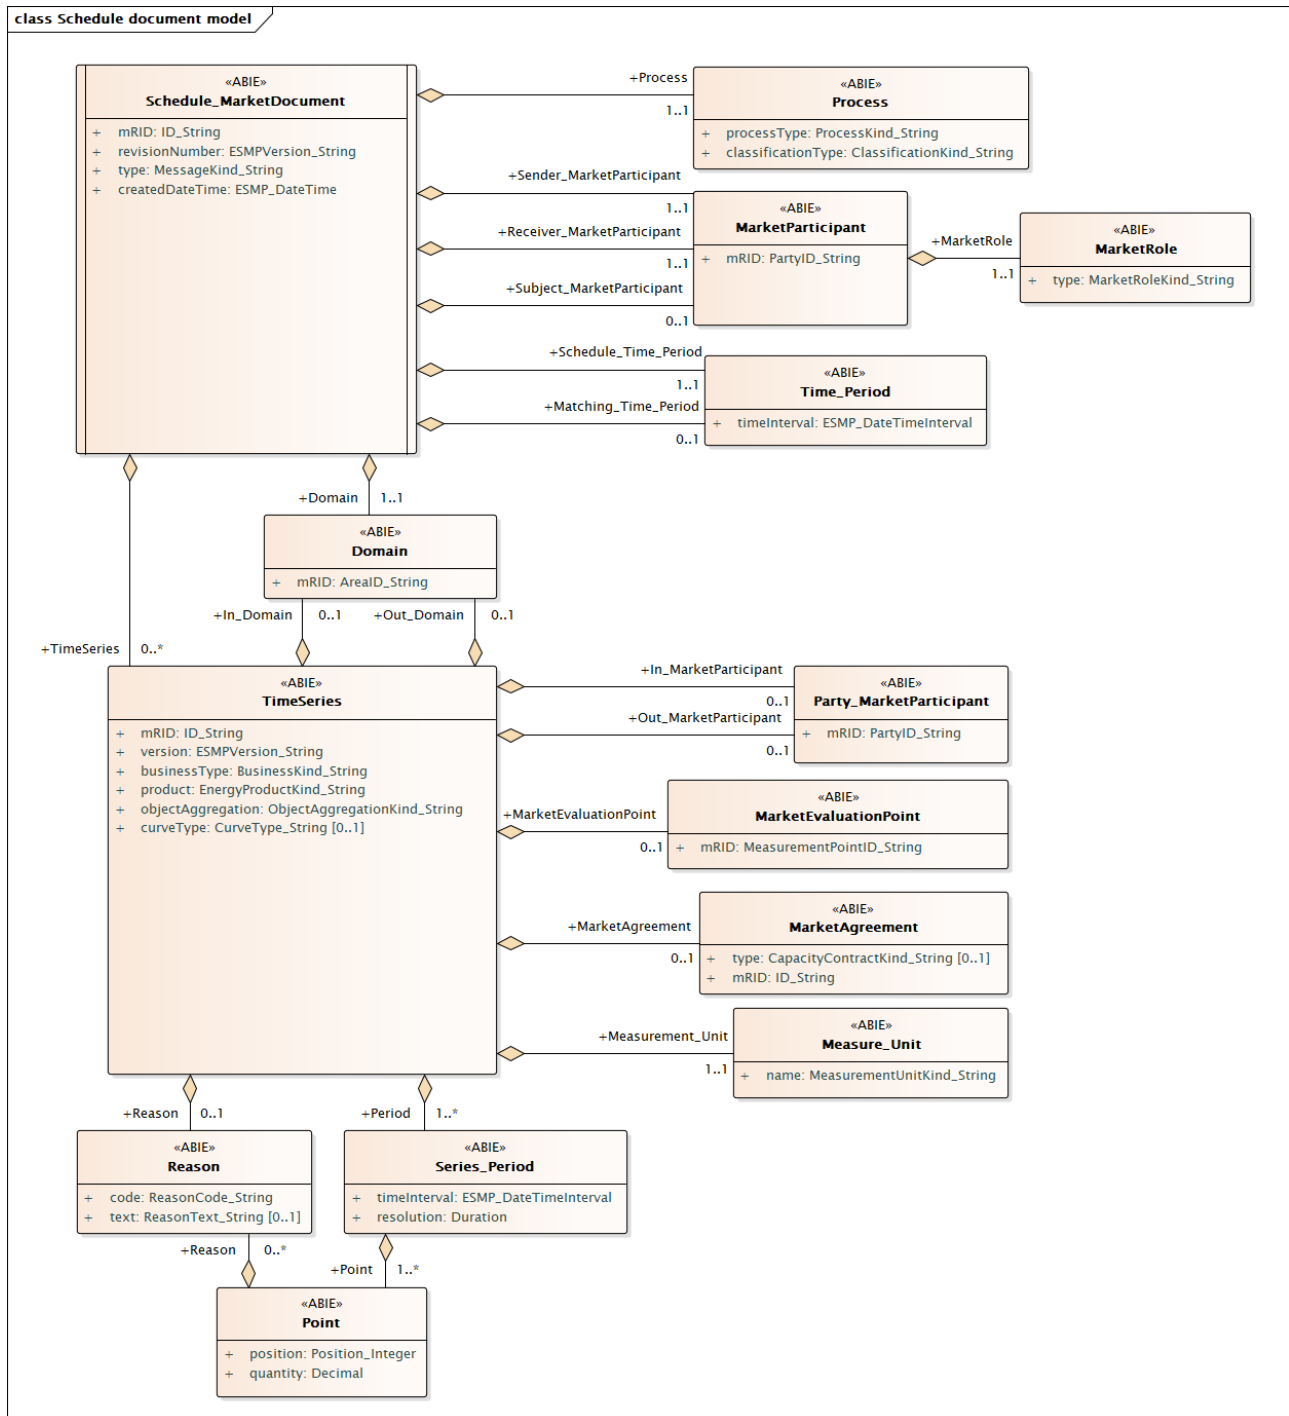 class Schedule document model
«ABIE»
Schedule_MarketDocument
+ mRID: ID_String
+ revisionNumber: ESMPVersion_String
+ type: MessageKind_String
+ createdDateTime: ESMP_DateTime
+Process
1..1
«ABIE»
Process
+ processType: ProcessKind_String
+ classificationType: ClassificationKind_String
+Sender_MarketParticipant
1..1
+Receiver_MarketParticipant
1..1
+Subject_MarketParticipant
0..1
«ABIE»
MarketParticipant
+ mRID: PartyID_String
+MarketRole
1..1
«ABIE»
MarketRole
+ type: MarketRoleKind_String
+Schedule_Time_Period
1..1
+Matching_Time_Period
0..1
«ABIE»
Time_Period
+ timeInterval: ESMP_DateTimeInterval
+Domain 1..1
«ABIE»
Domain
+ mRID: AreaID_String
+In_Domain 0..1
+Out_Domain 0..1
+TimeSeries 0..*
«ABIE»
TimeSeries
+ mRID: ID_String
+ version: ESMPVersion_String
+ businessType: BusinessKind_String
+ product: EnergyProductKind_String
+ objectAggregation: ObjectAggregationKind_String
+ curveType: CurveType_String [0..1]
+In_MarketParticipant
0..1
+Out_MarketParticipant
0..1
«ABIE»
Party_MarketParticipant
+ mRID: PartyID_String
+MarketEvaluationPoint
0..1
«ABIE»
MarketEvaluationPoint
+ mRID: MeasurementPointID_String
+MarketAgreement
0..1
«ABIE»
MarketAgreement
+ type: CapacityContractKind_String [0..1]
+ mRID: ID_String
+Measurement_Unit
1..1
«ABIE»
Measure_Unit
+ name: MeasurementUnitKind_String
+Reason 0..1
+Period 1..*
«ABIE»
Reason
+ code: ReasonCode_String
+ text: ReasonText_String [0..1]
«ABIE»
Series_Period
+ timeInterval: ESMP_DateTimeInterval
+ resolution: Duration
+Reason 0..*
+Point 1..*
«ABIE»
Point
+ position: Position_Integer
+ quantity: Decimal